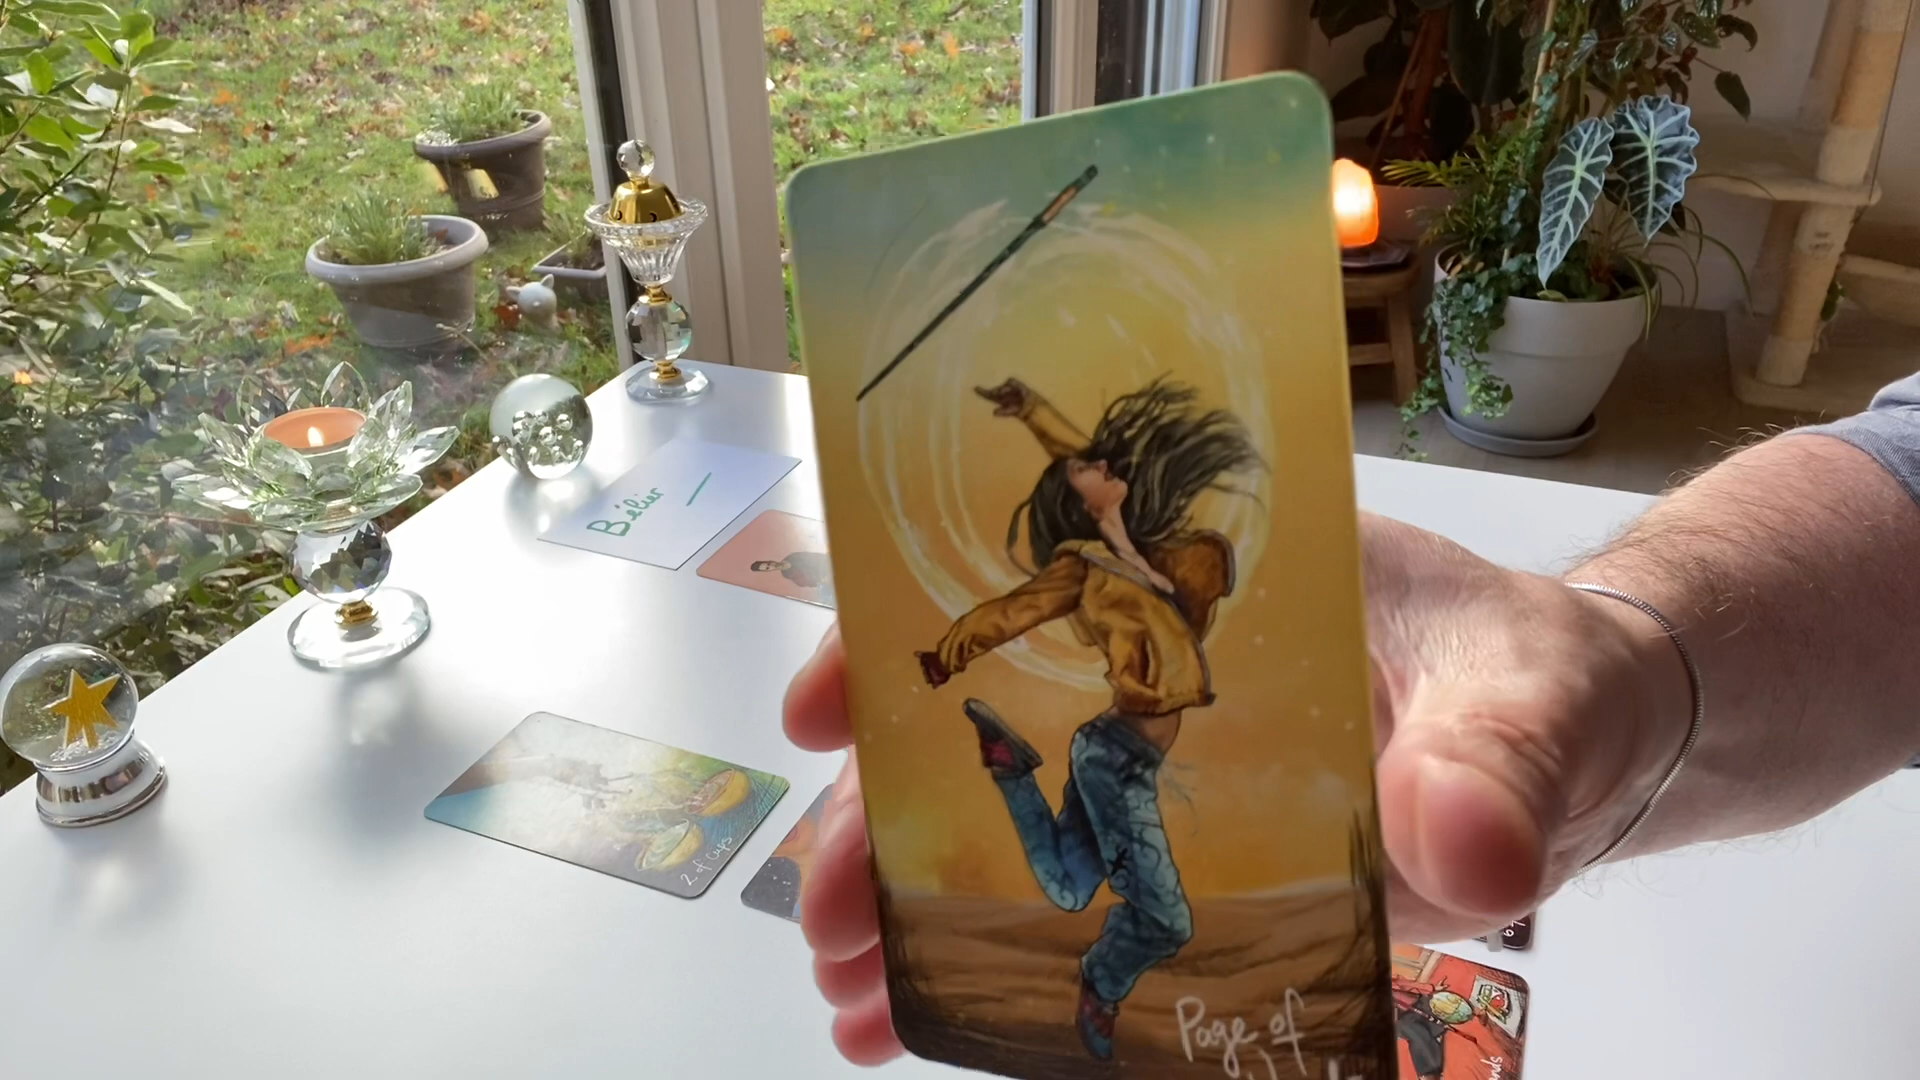 Bélier
2 of Cups
Page of